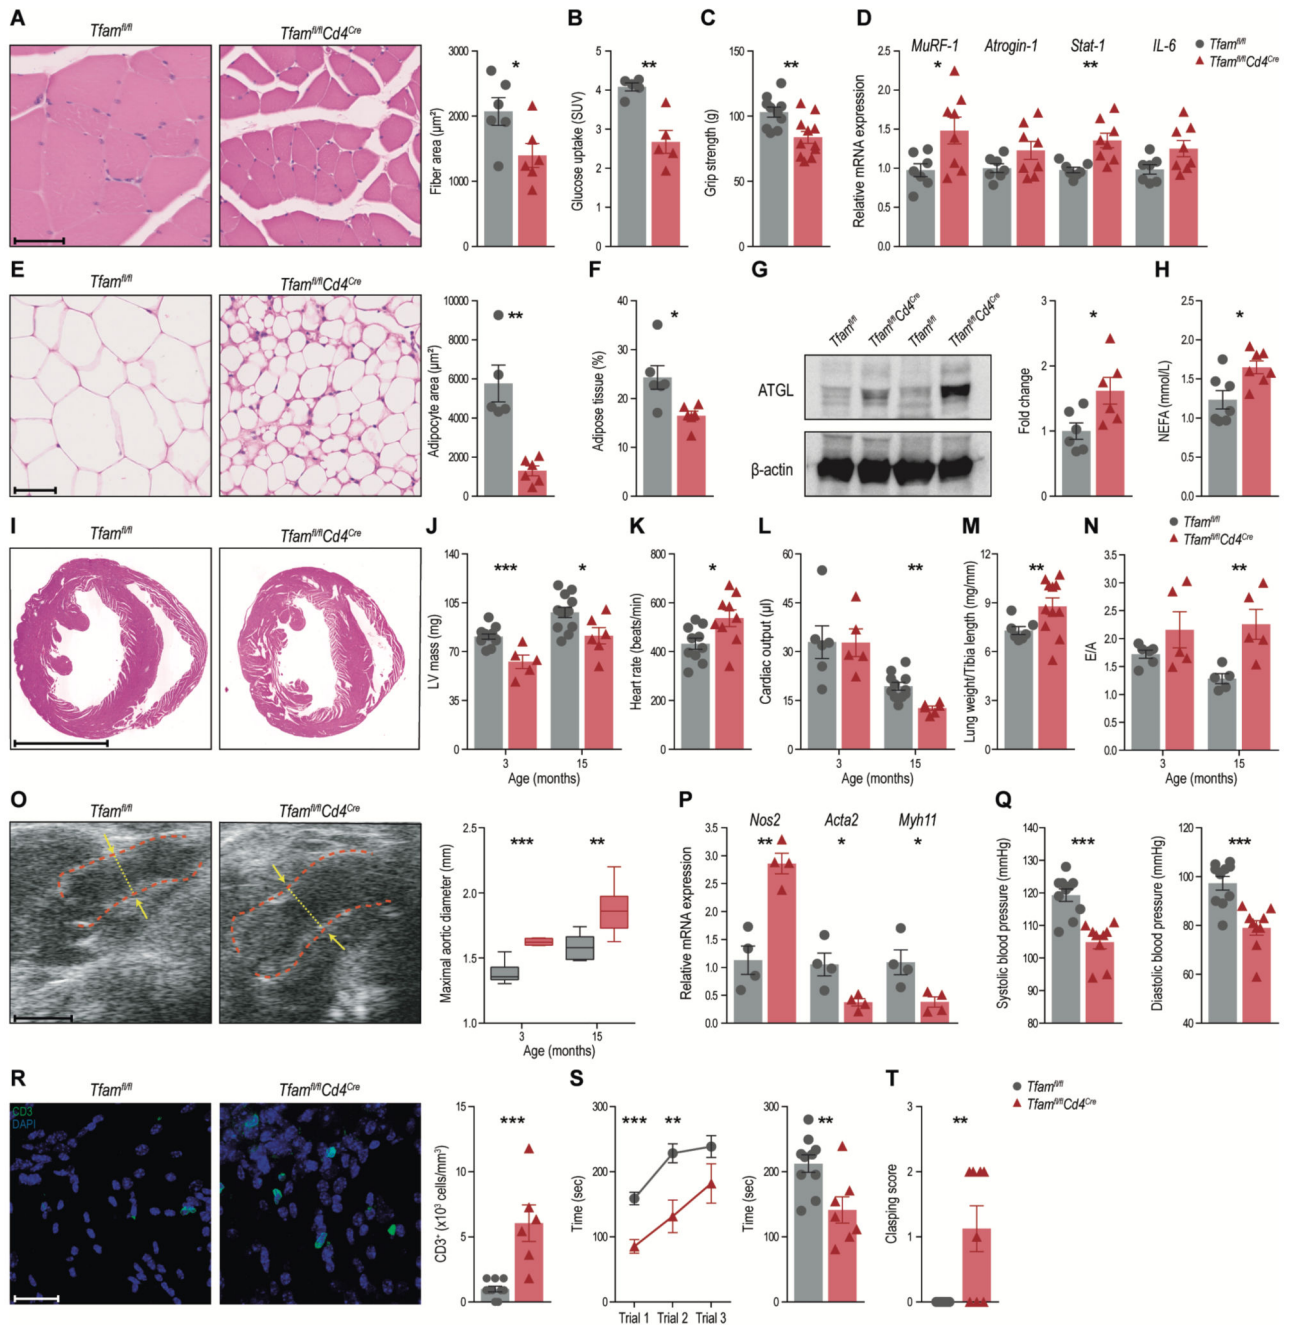 A
Tfam^fl/fl
Tfam^fl/fl Cd4^Cre
Fiber area (µm²)
3000
2000
1000
0
*
B
Glucose uptake (SUV)
5
4
3
2
1
0
**
C
Grip strength (g)
150
100
50
0
**
D
MuRF-1 Atrogin-1 Stat-1 IL-6
Tfam^fl/fl
Tfam^fl/fl Cd4^Cre
Relative mRNA expression
2.5
2.0
1.5
1.0
0.5
0.0
* **
E
Tfam^fl/fl
Tfam^fl/fl Cd4^Cre
Adipocyte area (µm²)
10000
8000
6000
4000
2000
0
**
F
Adipose tissue (%)
40
30
20
10
0
*
G
Tfam^fl/fl Tfam^fl/fl Cd4^Cre Tfam^fl/fl Tfam^fl/fl Cd4^Cre
ATGL
β-actin
Fold change
3
2
1
0
*
H
NEFA (mmol/L)
2.5
2.0
1.5
1.0
0.5
0.0
*
I
Tfam^fl/fl
Tfam^fl/fl Cd4^Cre
J
LV mass (mg)
140
105
70
35
0
*** *
3 15
Age (months)
K
Heart rate (beats/min)
800
600
400
200
0
*
L
Cardiac output (µl)
60
45
30
15
0
**
3 15
Age (months)
M
Lung weight/Tibia length (mg/mm)
12
9
6
3
0
**
N
Tfam^fl/fl
Tfam^fl/fl Cd4^Cre
E/A
3.5
3.0
2.5
2.0
1.5
1.0
0.5
0.0
**
3 15
Age (months)
O
Tfam^fl/fl
Tfam^fl/fl Cd4^Cre
Maximal aortic diameter (mm)
2.5
2.0
1.5
1.0
*** **
3 15
Age (months)
P
Nos2 Acta2 Myh11
Relative mRNA expression
3.5
3.0
2.5
2.0
1.5
1.0
0.5
0.0
** * *
Q
Systolic blood pressure (mmHg)
140
130
120
110
100
90
80
***
Diastolic blood pressure (mmHg)
120
100
80
60
40
***
R
Tfam^fl/fl
Tfam^fl/fl Cd4^Cre
CD3
DAPI
CD3⁺ (x10³ cells/mm³)
15
10
5
0
***
S
Time (sec)
300
200
100
0
*** **
Trial 1 Trial 2 Trial 3
Time (sec)
300
200
100
0
**
T
Clasping score
3
2
1
0
**
Tfam^fl/fl
Tfam^fl/fl Cd4^Cre